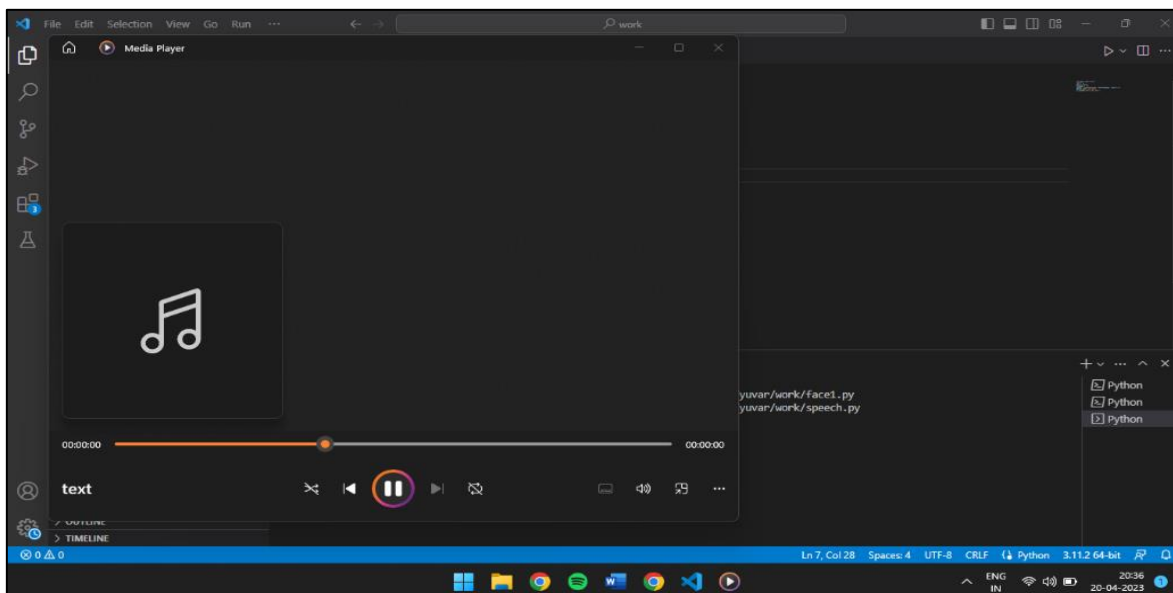 File Edit Selection View Go Run ··· work
Media Player
yuvar/work/face1.py
yuvar/work/speech.py
Python
Python
Python
00:00:00 00:00:00
text
3
> OUTLINE
> TIMELINE
0 0 Ln 7, Col 28 Spaces: 4 UTF-8 CRLF Python 3.11.2 64-bit
ENG
IN
20:36
20-04-2023
1